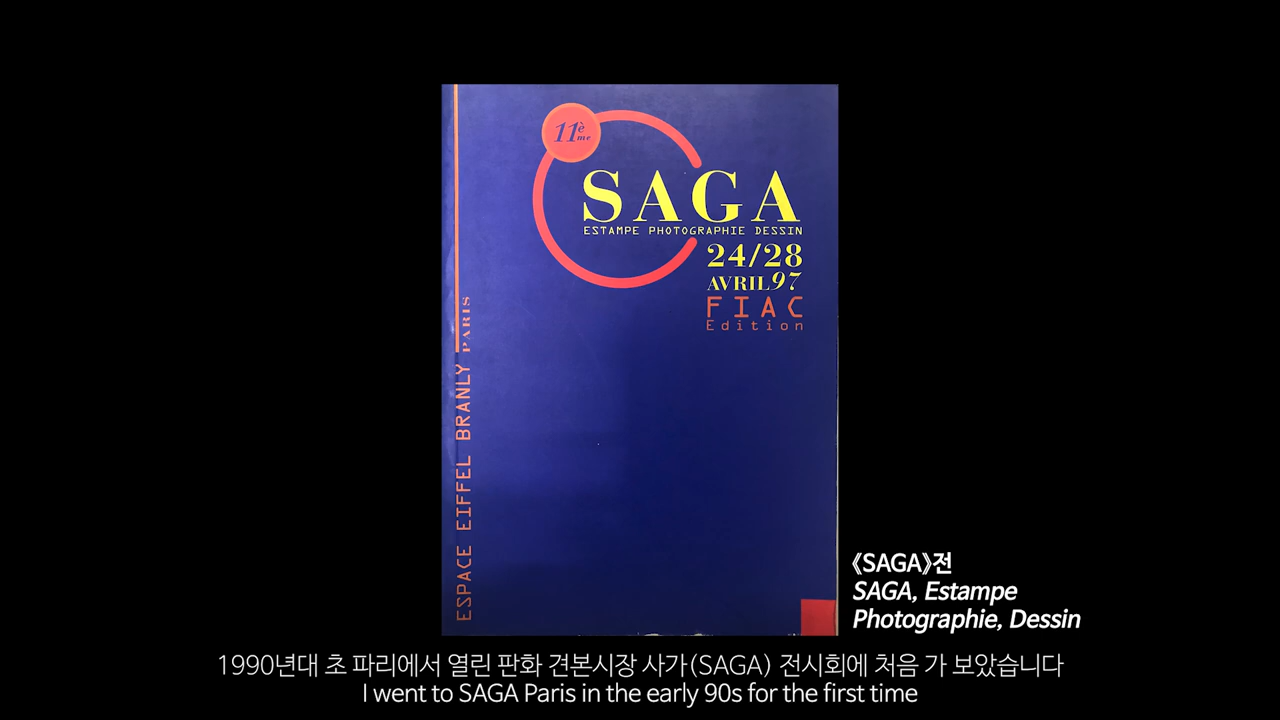 11ème
SAGA
ESTAMPE PHOTOGRAPHIE DESSIN
24/28
AVRIL 97
FIAC
Edition
ESPACE EIFFEL BRANLY PARIS
《SAGA》전
SAGA, Estampe
Photographie, Dessin
1990년대 초 파리에서 열린 판화 견본시장 사가(SAGA) 전시회에 처음 가 보았습니다
I went to SAGA Paris in the early 90s for the first time